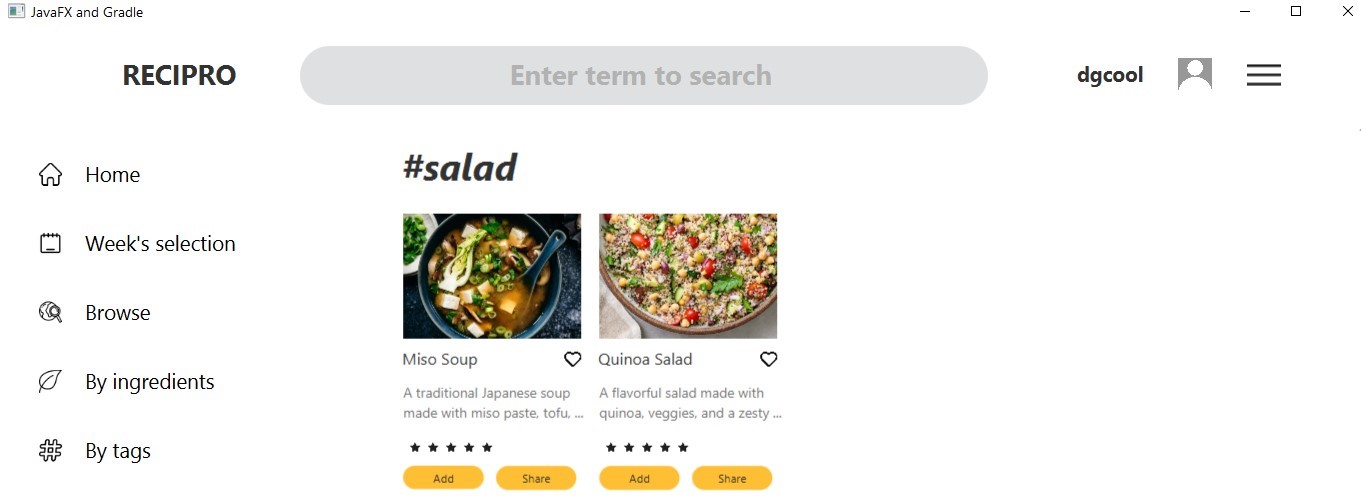 JavaFX and Gradle
RECIPRO
Enter term to search
dgcool
Home
Week's selection
Browse
By ingredients
By tags
#salad
Miso Soup
A traditional Japanese soup
made with miso paste, tofu, ...
Add
Share
Quinoa Salad
A flavorful salad made with
quinoa, veggies, and a zesty ...
Add
Share